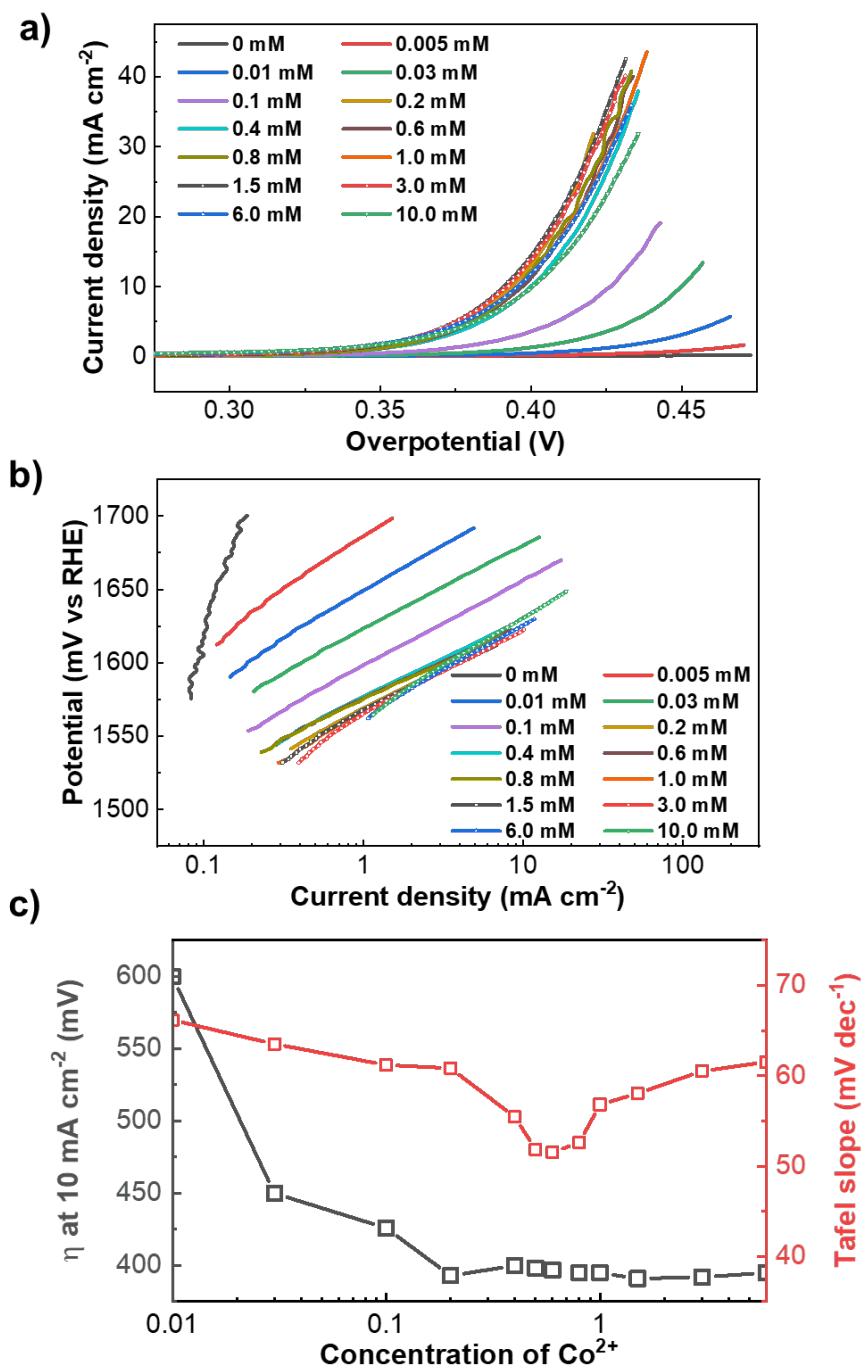 a)
0 mM 0.005 mM
0.01 mM 0.03 mM
0.1 mM 0.2 mM
0.4 mM 0.6 mM
0.8 mM 1.0 mM
1.5 mM 3.0 mM
6.0 mM 10.0 mM
Current density (mA cm⁻²)
40
30
20
10
0
0.30 0.35 0.40 0.45
Overpotential (V)
b)
Potential (mV vs RHE)
1700
1650
1600
1550
1500
0 mM 0.005 mM
0.01 mM 0.03 mM
0.1 mM 0.2 mM
0.4 mM 0.6 mM
0.8 mM 1.0 mM
1.5 mM 3.0 mM
6.0 mM 10.0 mM
0.1 1 10 100
Current density (mA cm⁻²)
c)
η at 10 mA cm⁻² (mV)
600
550
500
450
400
70
60
50
40
Tafel slope (mV dec⁻¹)
0.01 0.1 1
Concentration of Co²⁺